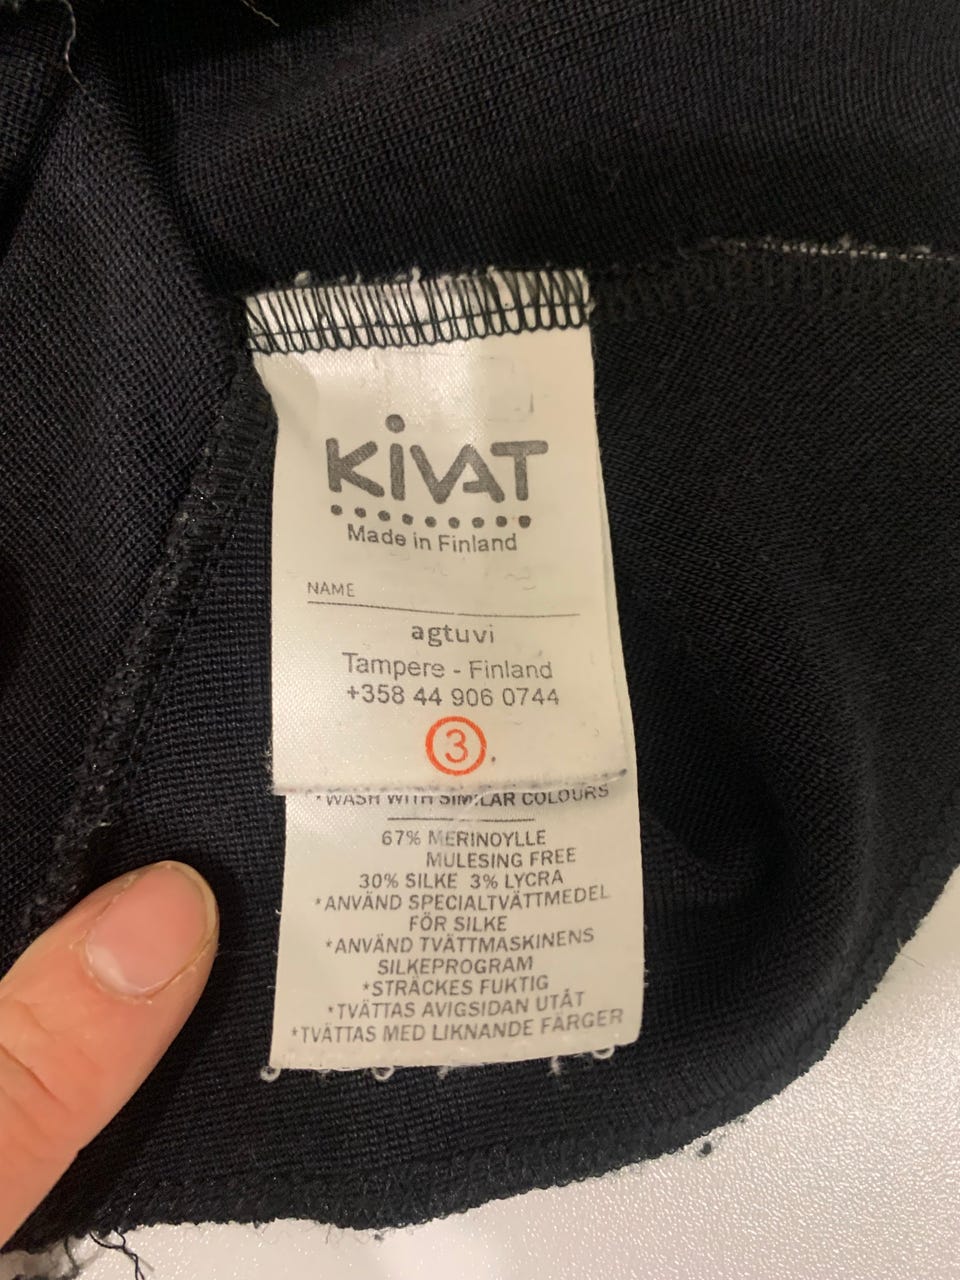 KiVAT
Made in Finland
NAME
agtuvi
Tampere - Finland
+358 44 906 0744
3
*WASH WITH SIMILAR COLOURS
67% MERINOYLLE
MULESING FREE
30% SILKE 3% LYCRA
*ANVÄND SPECIALTVÄTTMEDEL
FÖR SILKE
*ANVÄND TVÄTTMASKINENS
SILKEPROGRAM
*STRÄCKES FUKTIG
*TVÄTTAS AVIGSIDAN UTÅT
*TVÄTTAS MED LIKNANDE FÄRGER